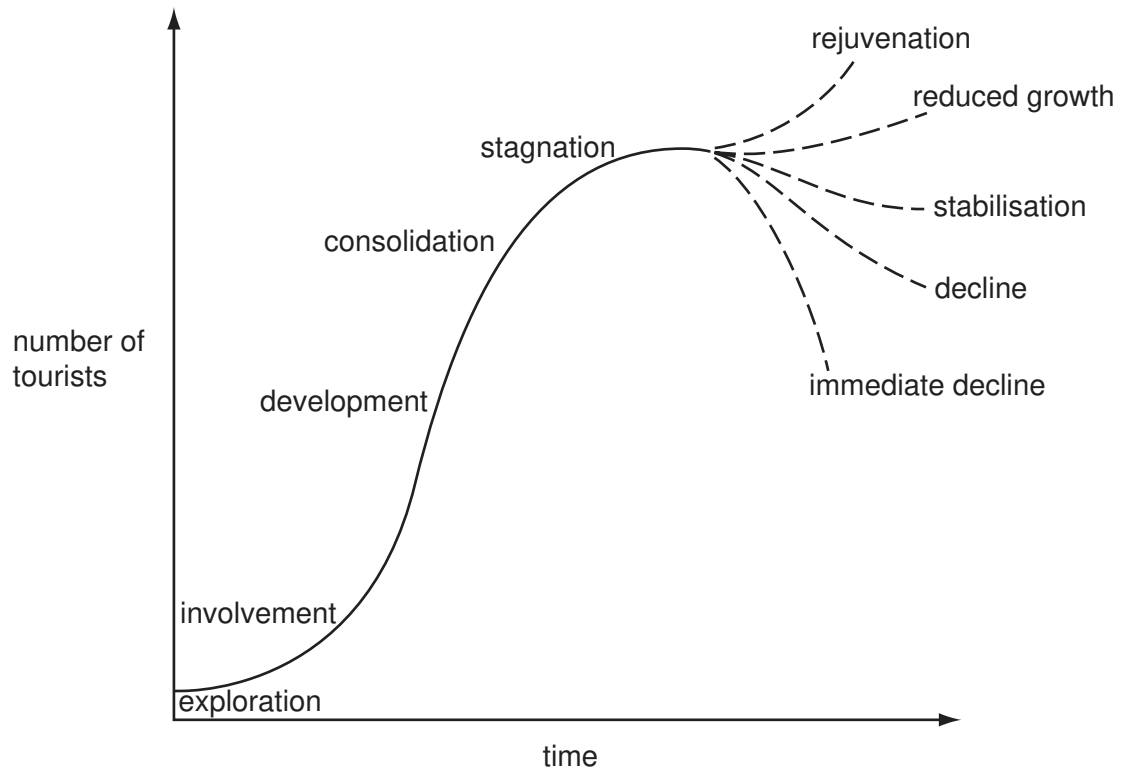 rejuvenation
reduced growth
stagnation
stabilisation
consolidation
decline
number of
tourists
immediate decline
development
involvement
exploration
time